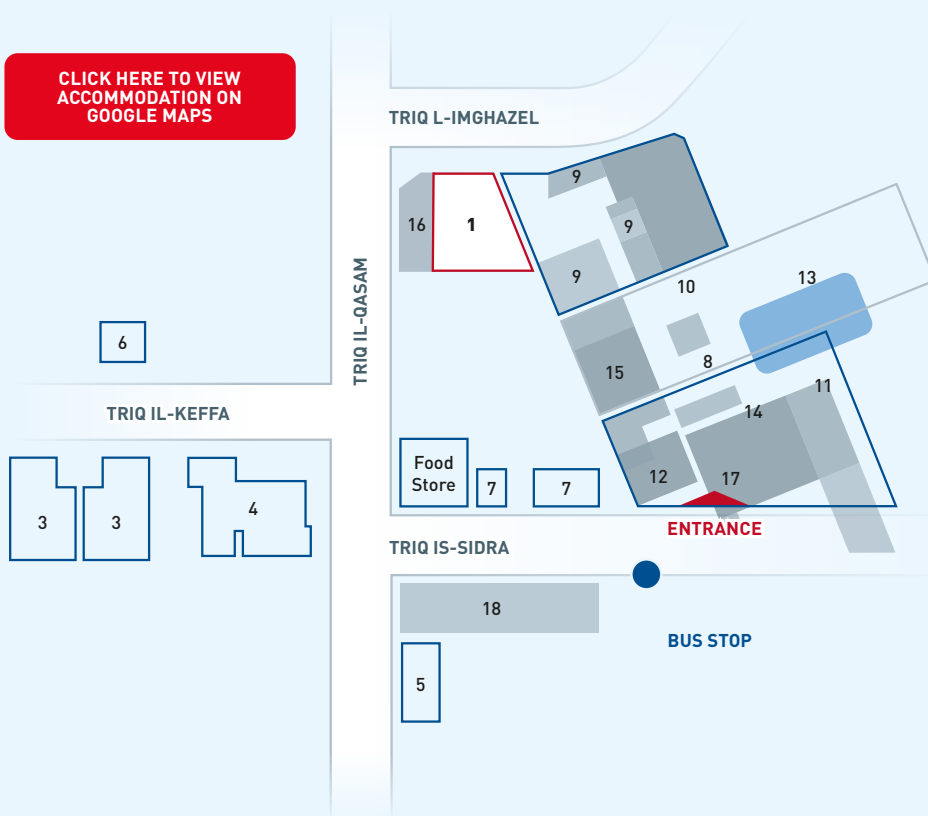 CLICK HERE TO VIEW
ACCOMMODATION ON
GOOGLE MAPS
TRIQ L-IMGHAZEL
9
16
1
9
9
10
13
TRIQ IL-QASAM
6
15
8
11
TRIQ IL-KEFFA
14
Food
Store
7
7
12
17
3
3
4
ENTRANCE
TRIQ IS-SIDRA
18
BUS STOP
5